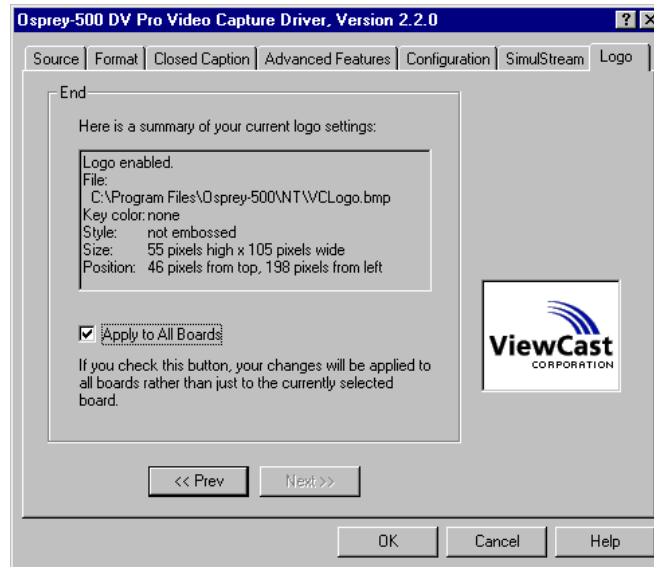 Osprey-500 DV Pro Video Capture Driver, Version 2.2.0
Source Format Closed Caption Advanced Features Configuration SimulStream Logo
End
Here is a summary of your current logo settings:
Logo enabled.
File:
C:\Program Files\Osprey-500\NT\VCLogo.bmp
Key color: none
Style: not embossed
Size: 55 pixels high x 105 pixels wide
Position: 46 pixels from top, 198 pixels from left
Apply to All Boards
If you check this button, your changes will be applied to
all boards rather than just to the currently selected
board.
ViewCast
CORPORATION
<< Prev Next >>
OK Cancel Help